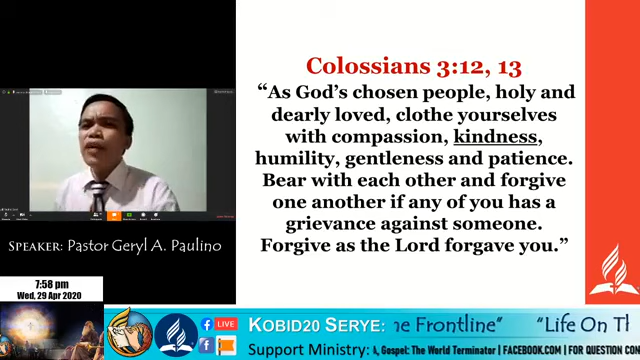 Colossians 3:12, 13
“As God’s chosen people, holy and
dearly loved, clothe yourselves
with compassion, kindness,
humility, gentleness and patience.
Bear with each other and forgive
one another if any of you has a
grievance against someone.
Forgive as the Lord forgave you.”
SPEAKER: Pastor Geryl A. Paulino
7:58 pm
Wed, 29 Apr 2020
f LIVE
KOBID20 SERYE: ne Frontline” “Life On Th
Support Ministry: A, Gospel: The World Terminator | FACEBOOK.COM | FOR QUESTION CO